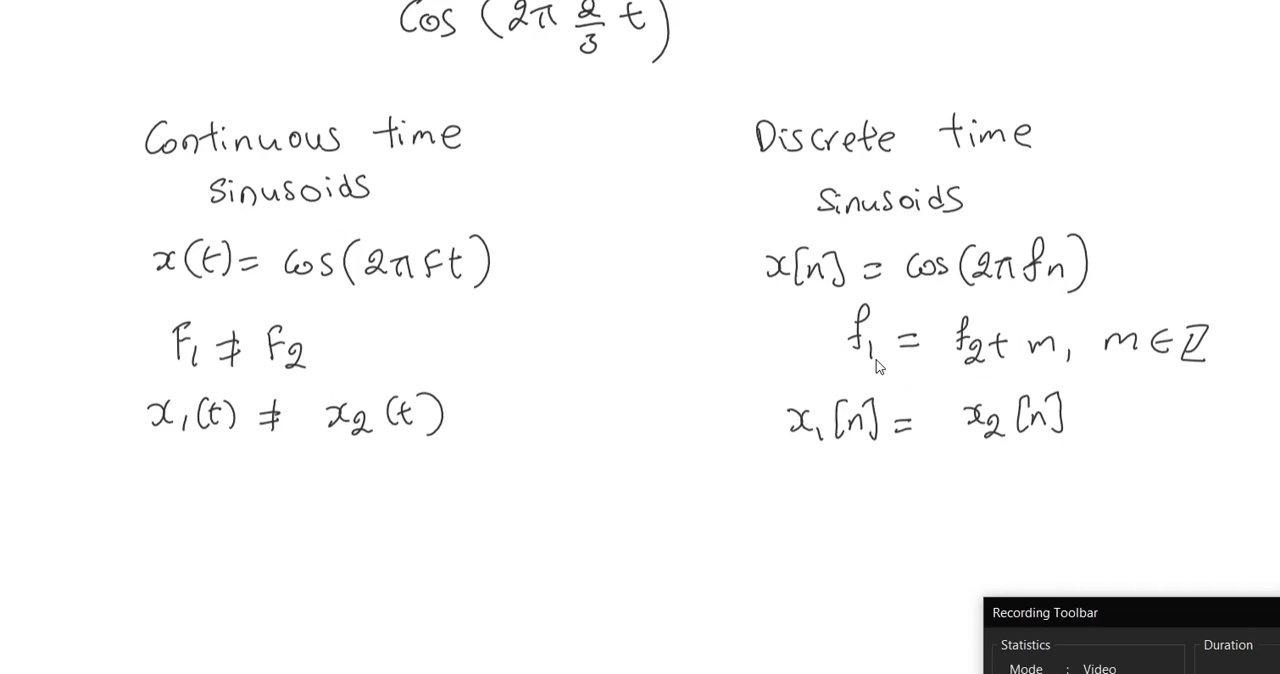 cos (2π 2/3 t)
Continuous time
sinusoids
x(t) = cos(2πFt)
F₁ ≠ F₂
x₁(t) ≠ x₂(t)
Discrete time
sinusoids
x[n] = cos(2πfn)
f₁ = f₂ + m, m ∈ ℤ
x₁[n] = x₂[n]
Recording Toolbar
Statistics
Duration
Mode : Video